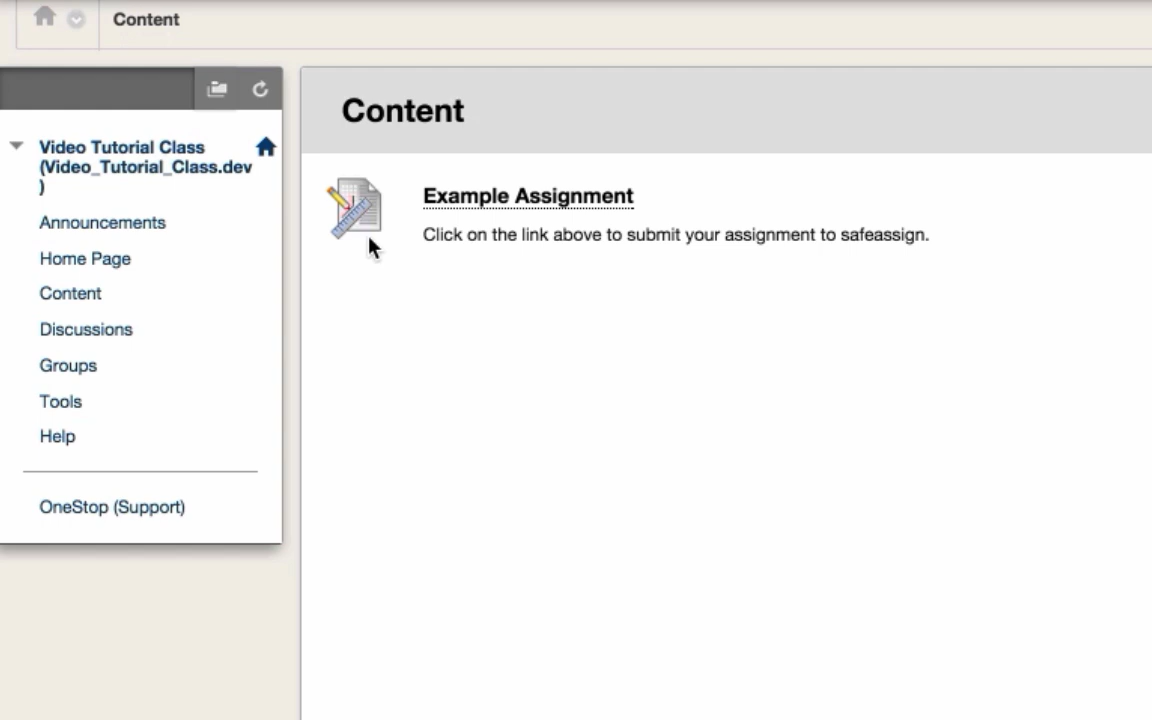 Content
Video Tutorial Class
(Video_Tutorial_Class.dev
)
Announcements
Home Page
Content
Discussions
Groups
Tools
Help
OneStop (Support)
Content
Example Assignment
Click on the link above to submit your assignment to safeassign.